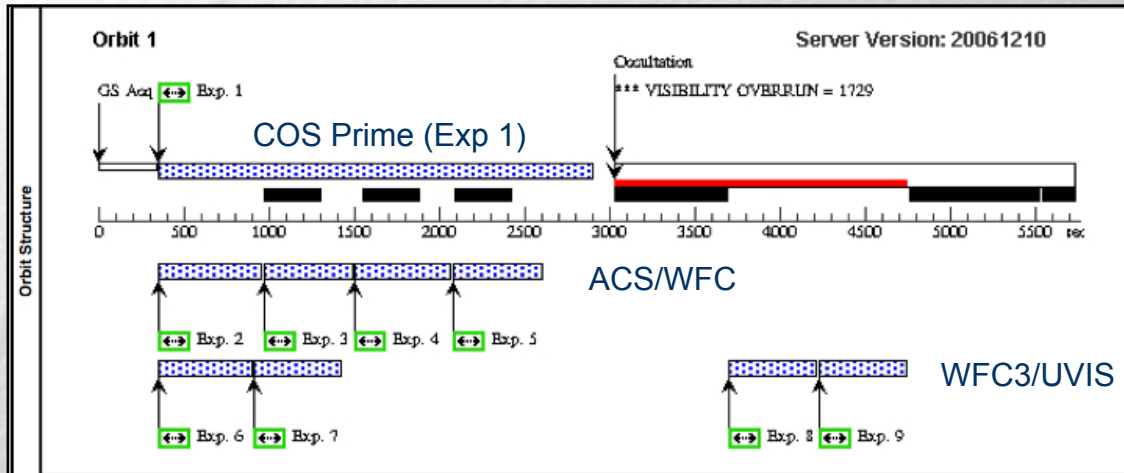 Orbit 1
Server Version: 20061210
Occultation
GS Acq Exp. 1
*** VISIBILITY OVERRUN = 1729
COS Prime (Exp 1)
Orbit Structure
0 500 1000 1500 2000 2500 3000 3500 4000 4500 5000 5500 sec
ACS/WFC
Exp. 2 Exp. 3 Exp. 4 Exp. 5
WFC3/UVIS
Exp. 6 Exp. 7 Exp. 8 Exp. 9